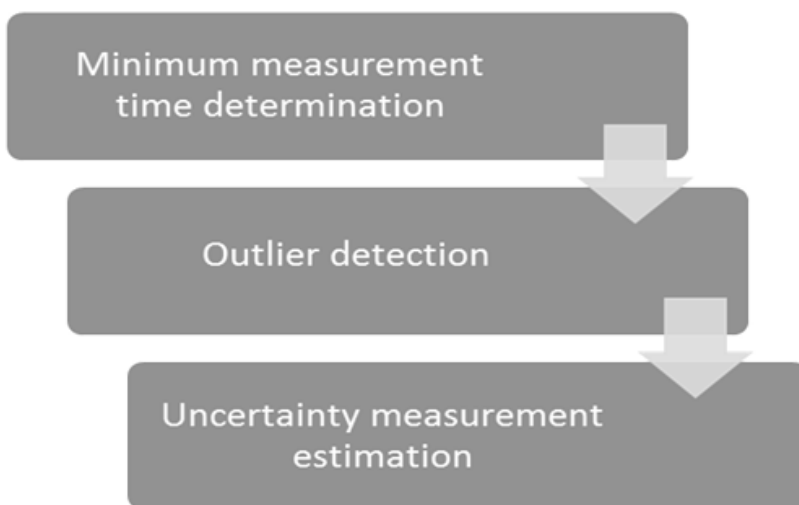 Minimum measurement
time determination
Outlier detection
Uncertainty measurement
estimation